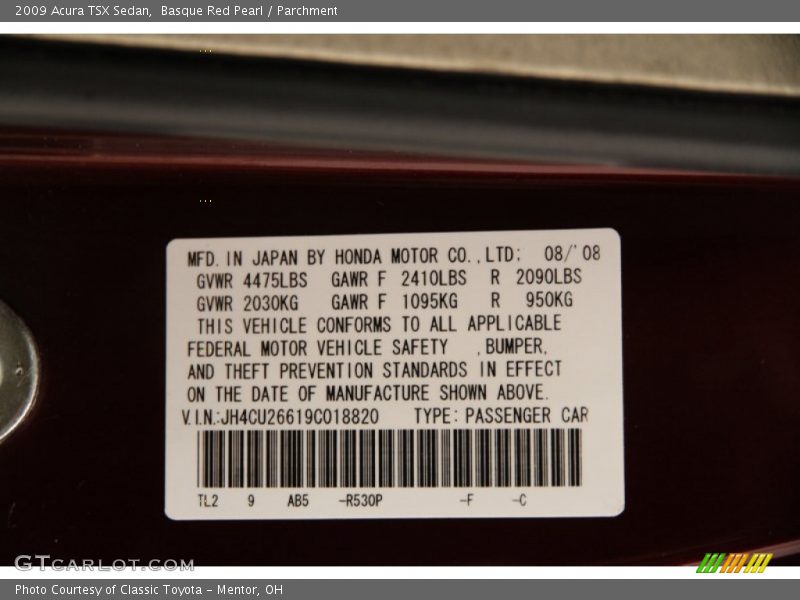 2009 Acura TSX Sedan, Basque Red Pearl / Parchment
MFD. IN JAPAN BY HONDA MOTOR CO.,LTD: 08/'08
GVWR 4475LBS GAWR F 2410LBS R 2090LBS
GVWR 2030KG GAWR F 1095KG R 950KG
THIS VEHICLE CONFORMS TO ALL APPLICABLE
FEDERAL MOTOR VEHICLE SAFETY ,BUMPER,
AND THEFT PREVENTION STANDARDS IN EFFECT
ON THE DATE OF MANUFACTURE SHOWN ABOVE.
V.I.N.:JH4CU26619C018820 TYPE: PASSENGER CAR
TL2 9 AB5 -R530P -F -C
GTCARLOT.COM
Photo Courtesy of Classic Toyota - Mentor, OH